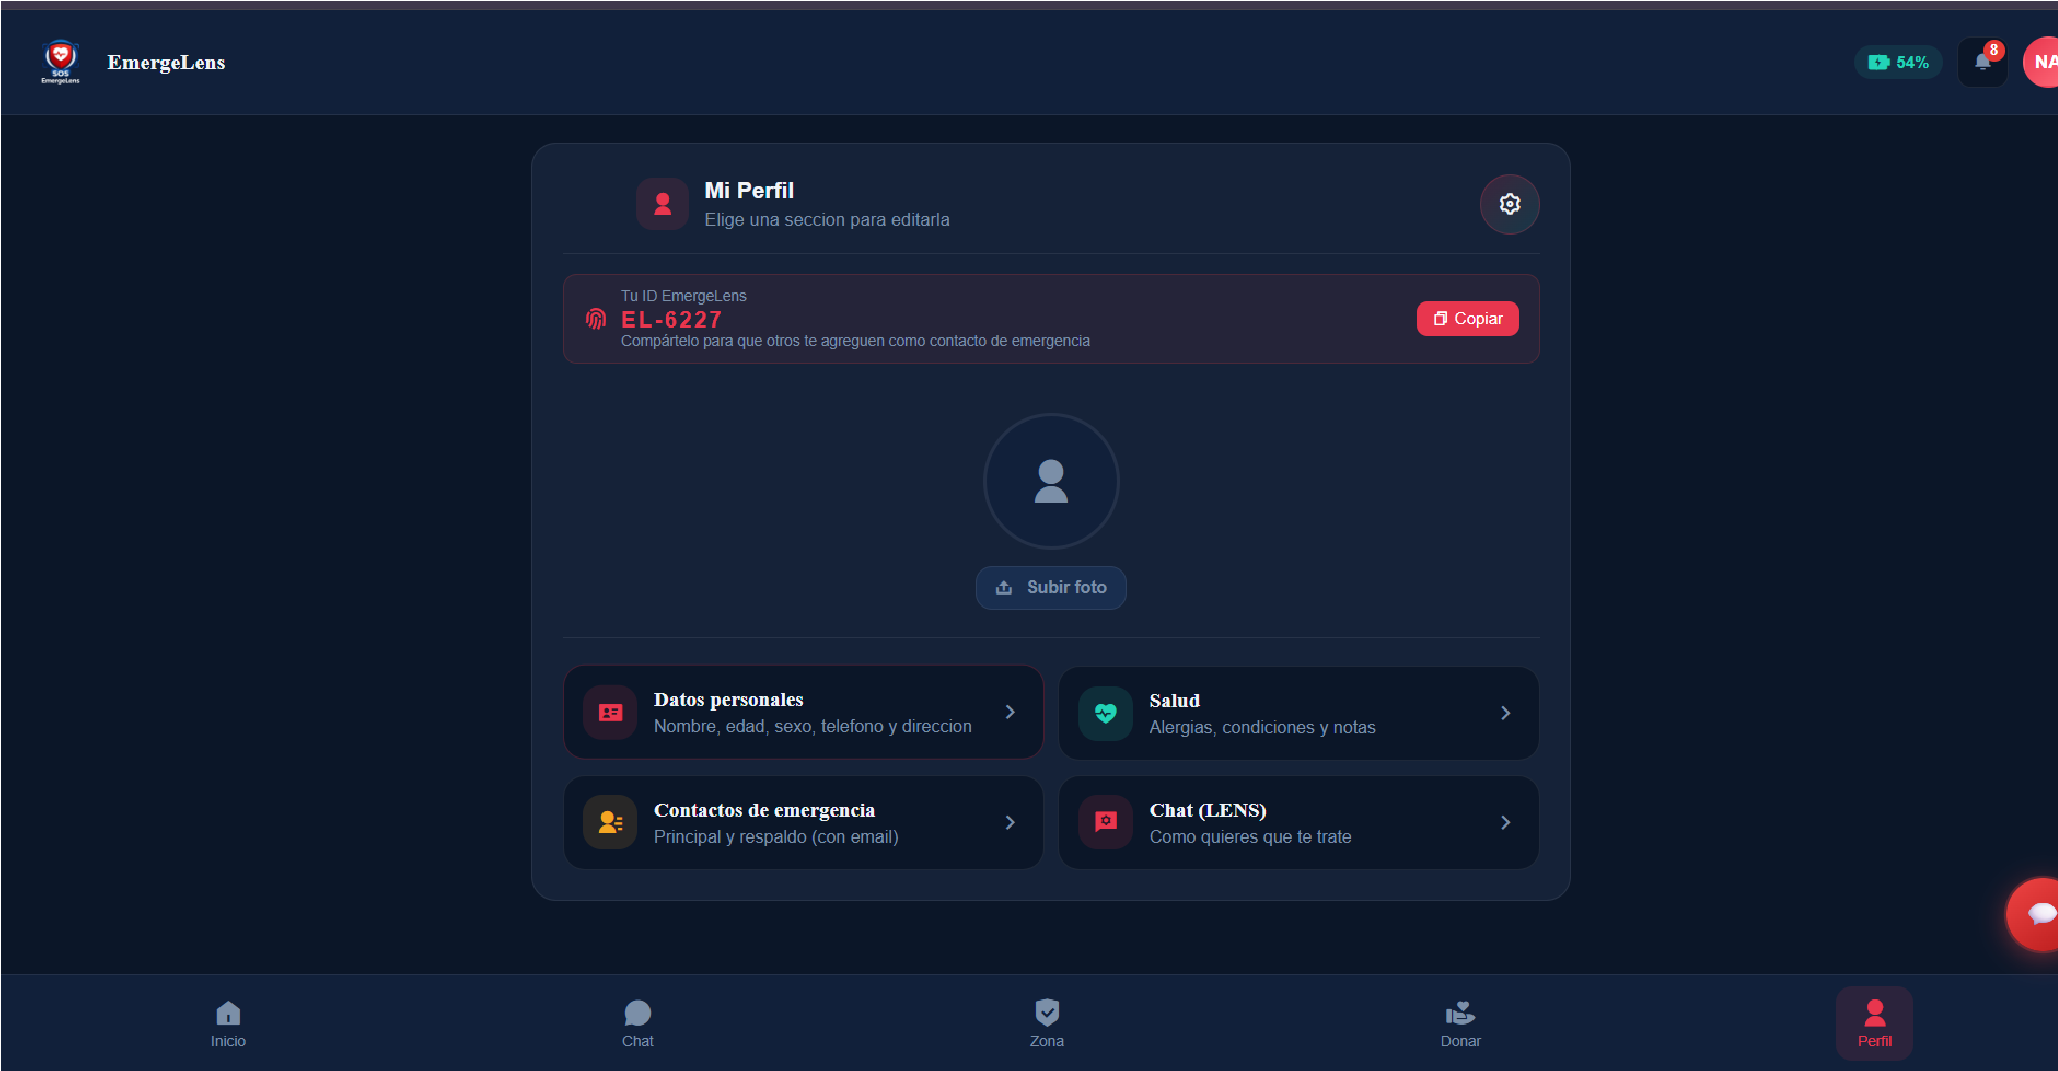 SOS
EmergeLens
EmergeLens
54%
8
NA
Mi Perfil
Elige una seccion para editarla
Tu ID EmergeLens
EL-6227
Compártelo para que otros te agreguen como contacto de emergencia
Copiar
Subir foto
Datos personales
Nombre, edad, sexo, telefono y direccion
Salud
Alergias, condiciones y notas
Contactos de emergencia
Principal y respaldo (con email)
Chat (LENS)
Como quieres que te trate
Inicio
Chat
Zona
Donar
Perfil